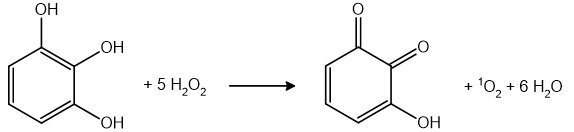 OH
OH
OH
+ 5 H₂O₂
O
O
OH
+ ¹O₂ + 6 H₂O